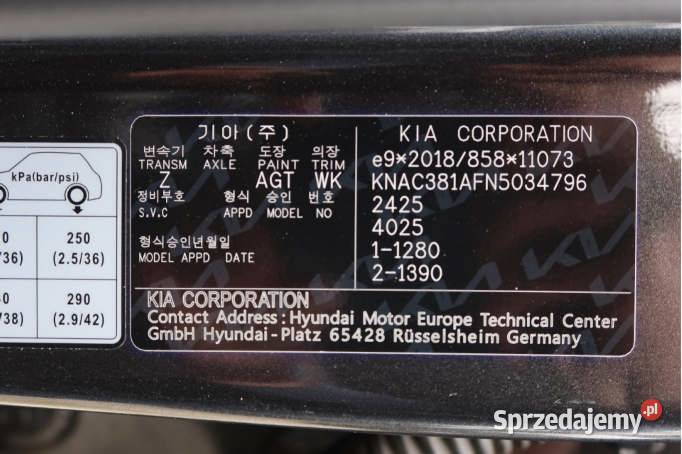 기아(주)
KIA CORPORATION
변속기 차축 도장 의장
TRANSM AXLE PAINT TRIM
Z AGT WK
정비부호 형식 승인 번호
S.V.C APPD MODEL NO
형식승인년월일
MODEL APPD DATE
e9*2018/858*11073
KNAC381AFN5034796
2425
4025
1-1280
2-1390
KIA CORPORATION
Contact Address : Hyundai Motor Europe Technical Center
GmbH Hyundai-Platz 65428 Rüsselsheim Germany
kPa(bar/psi)
250
/36) (2.5/36)
290
/38) (2.9/42)
Sprzedajemy.pl